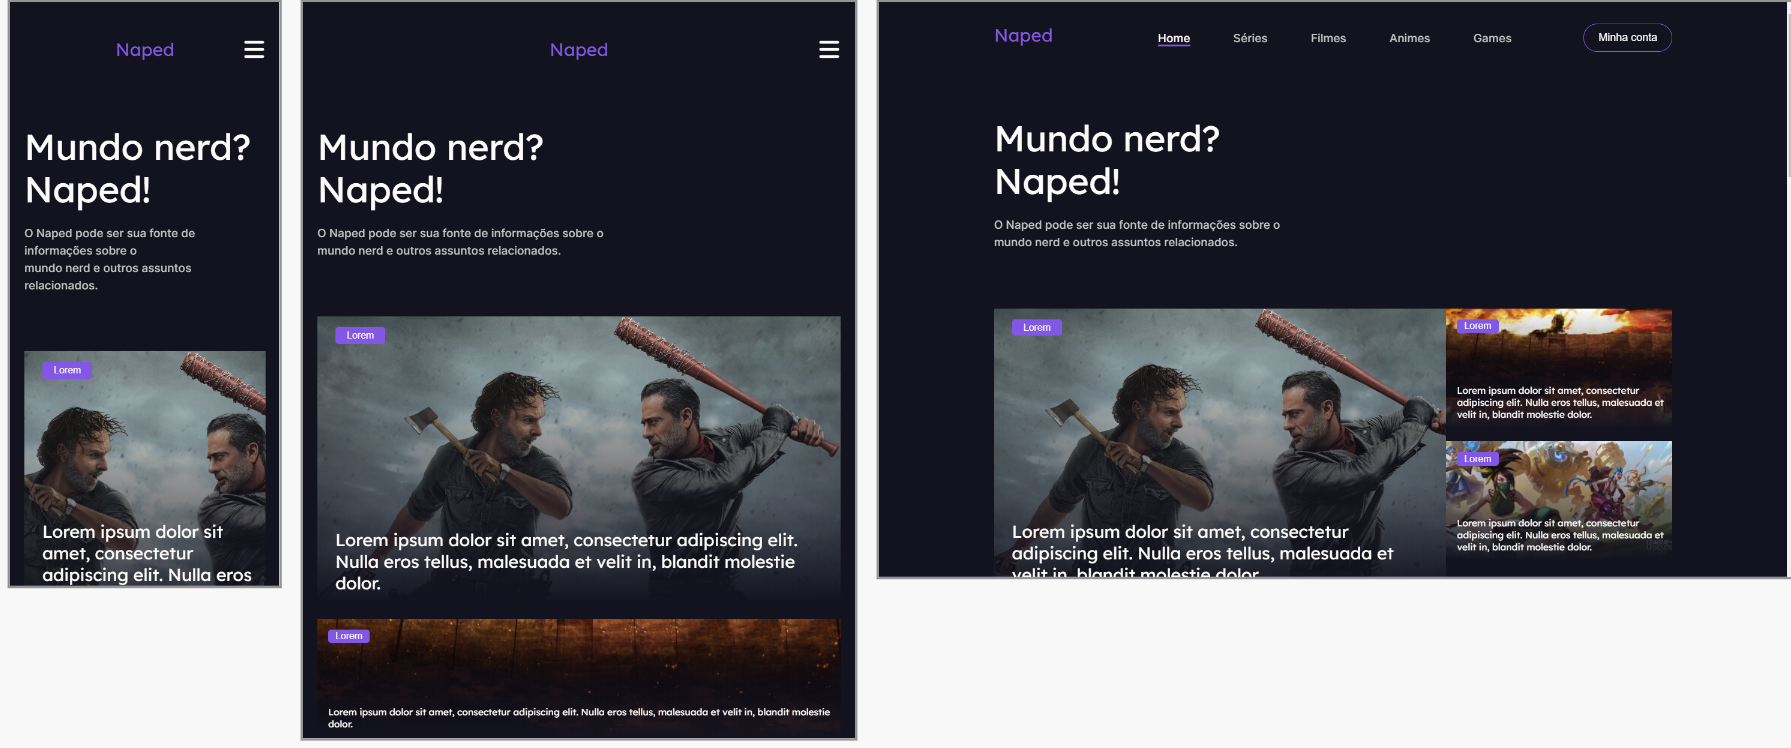 Naped
Mundo nerd?
Naped!
O Naped pode ser sua fonte de
informações sobre o
mundo nerd e outros assuntos
relacionados.
Lorem
Lorem ipsum dolor sit
amet, consectetur
adipiscing elit. Nulla eros
Naped
Mundo nerd?
Naped!
O Naped pode ser sua fonte de informações sobre o
mundo nerd e outros assuntos relacionados.
Lorem
Lorem ipsum dolor sit amet, consectetur adipiscing elit.
Nulla eros tellus, malesuada et velit in, blandit molestie
dolor.
Lorem
Lorem ipsum dolor sit amet, consectetur adipiscing elit. Nulla eros tellus, malesuada et velit in, blandit molestie
dolor.
Naped Home Séries Filmes Animes Games Minha conta
Mundo nerd?
Naped!
O Naped pode ser sua fonte de informações sobre o
mundo nerd e outros assuntos relacionados.
Lorem
Lorem ipsum dolor sit amet, consectetur
adipiscing elit. Nulla eros tellus, malesuada et
velit in, blandit molestie dolor.
Lorem
Lorem ipsum dolor sit amet, consectetur
adipiscing elit. Nulla eros tellus, malesuada et
velit in, blandit molestie dolor.
Lorem
Lorem ipsum dolor sit amet, consectetur
adipiscing elit. Nulla eros tellus, malesuada et
velit in, blandit molestie dolor.